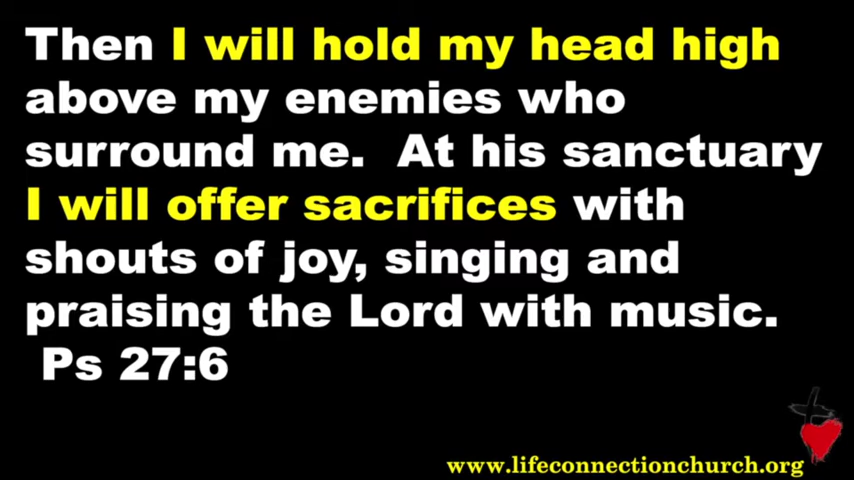 Then I will hold my head high
above my enemies who
surround me.  At his sanctuary
I will offer sacrifices with
shouts of joy, singing and
praising the Lord with music.
Ps 27:6
www.lifeconnectionchurch.org